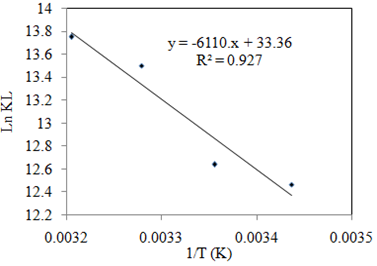 14
13.8
13.6
13.4
13.2
13
12.8
12.6
12.4
12.2
Ln KL
y = -6110.x + 33.36
R² = 0.927
0.0032 0.0033 0.0034 0.0035
1/T (K)